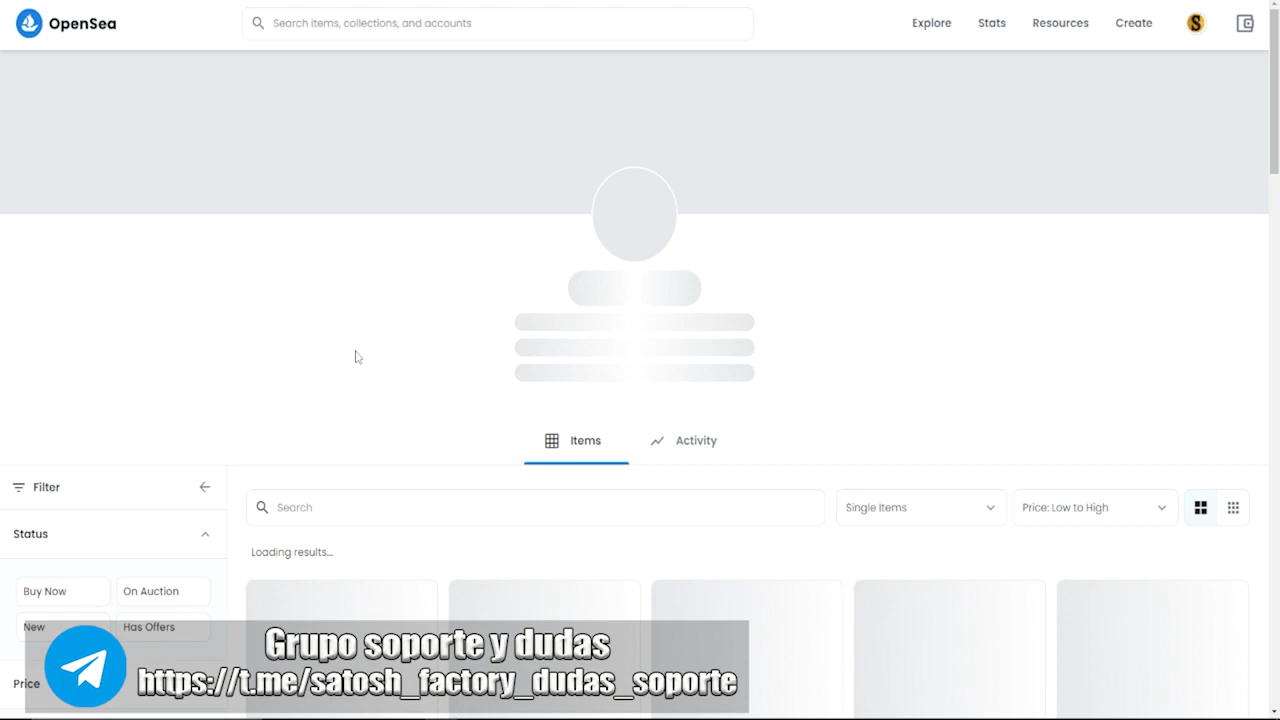 OpenSea
Search items, collections, and accounts
Explore
Stats
Resources
Create
S
Items
Activity
Filter
Search
Single Items
Price: Low to High
Status
Loading results...
Buy Now
On Auction
New
Has Offers
Price
Grupo soporte y dudas
https://t.me/satosh_factory_dudas_soporte